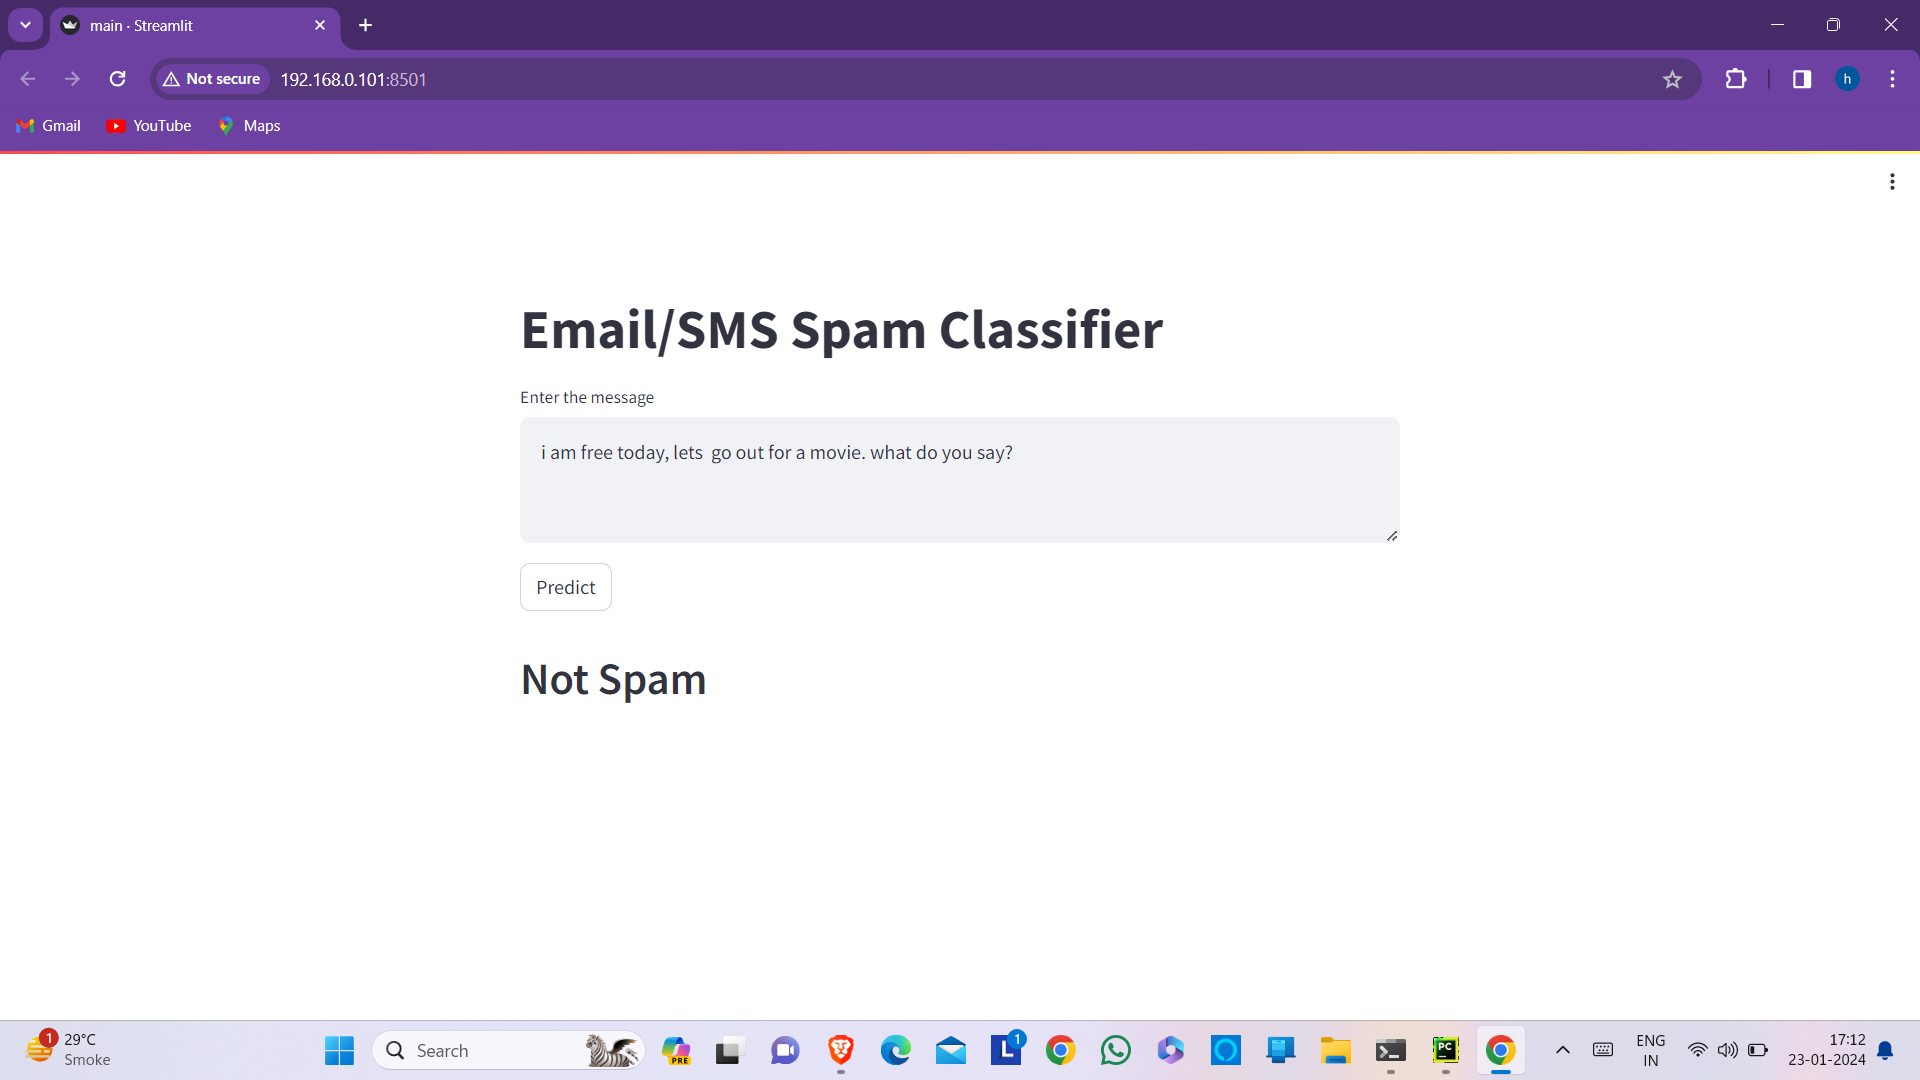 main · Streamlit
Not secure 192.168.0.101:8501
h
Gmail YouTube Maps
Email/SMS Spam Classifier
Enter the message
i am free today, lets  go out for a movie. what do you say?
Predict
Not Spam
1
29°C
Smoke
Search
PRE
L
1
PC
ENG
IN
17:12
23-01-2024